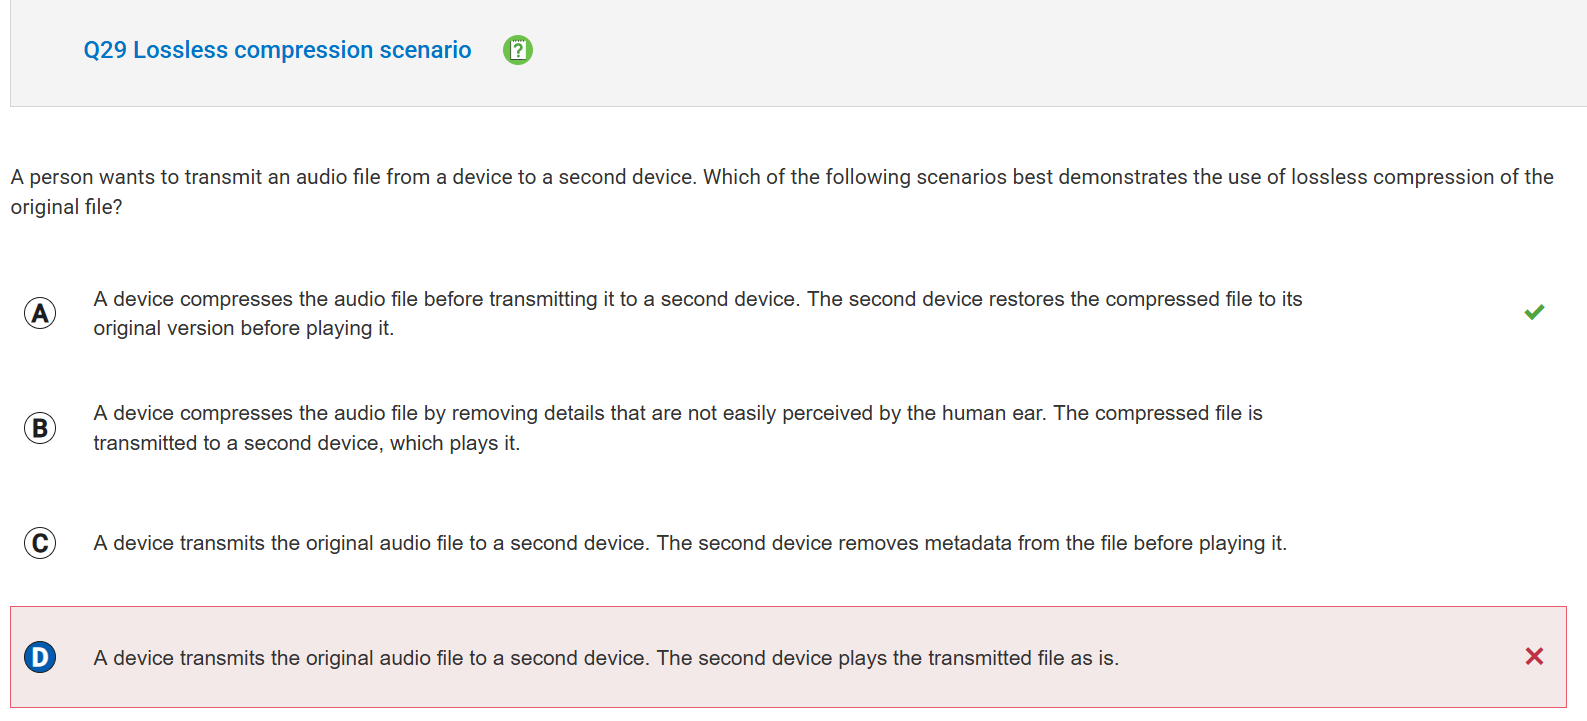 Q29 Lossless compression scenario
?
A person wants to transmit an audio file from a device to a second device. Which of the following scenarios best demonstrates the use of lossless compression of the
original file?
A
A device compresses the audio file before transmitting it to a second device. The second device restores the compressed file to its
original version before playing it.
B
A device compresses the audio file by removing details that are not easily perceived by the human ear. The compressed file is
transmitted to a second device, which plays it.
C
A device transmits the original audio file to a second device. The second device removes metadata from the file before playing it.
D
A device transmits the original audio file to a second device. The second device plays the transmitted file as is.